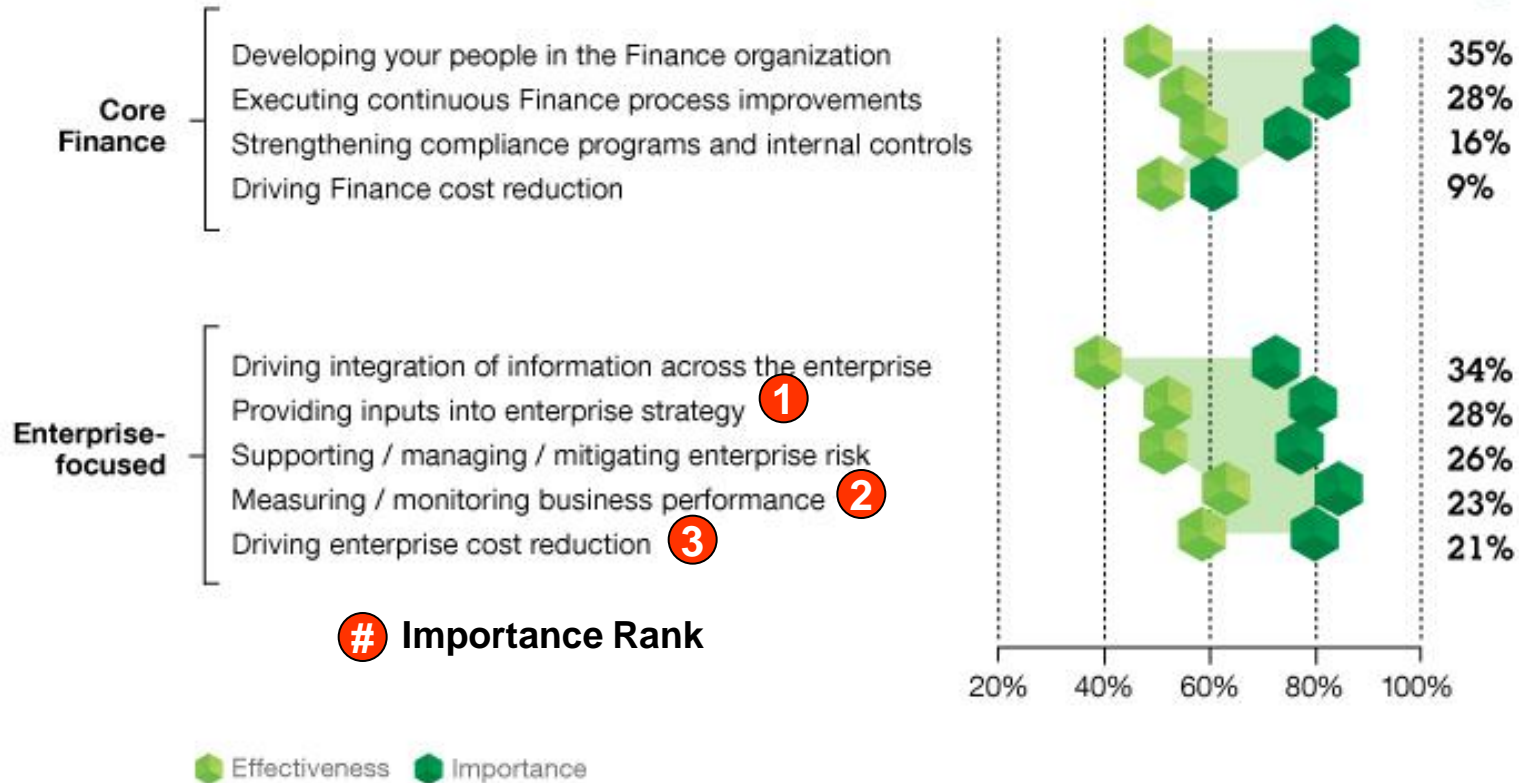 Developing your people in the Finance organization 35%
Executing continuous Finance process improvements 28%
Core
Finance
Strengthening compliance programs and internal controls 16%
Driving Finance cost reduction 9%
Driving integration of information across the enterprise 34%
Providing inputs into enterprise strategy 1 28%
Enterprise-
focused
Supporting / managing / mitigating enterprise risk 26%
Measuring / monitoring business performance 2 23%
Driving enterprise cost reduction 3 21%
# Importance Rank
20% 40% 60% 80% 100%
Effectiveness Importance